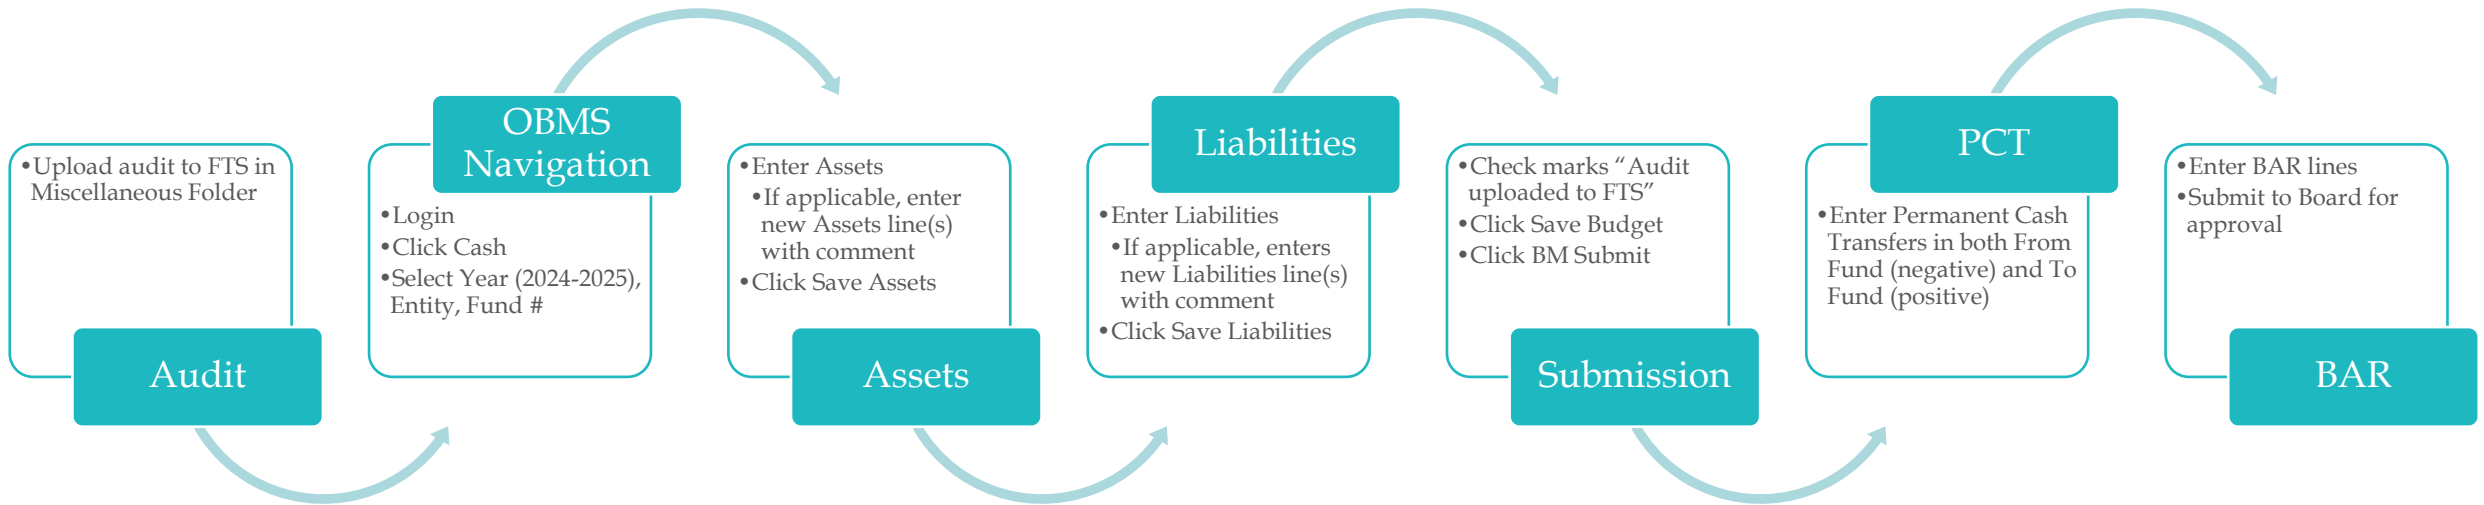 •Upload audit to FTS in
Miscellaneous Folder
Audit
OBMS
Navigation
•Login
•Click Cash
•Select Year (2024-2025),
Entity, Fund #
•Enter Assets
•If applicable, enter
new Assets line(s)
with comment
•Click Save Assets
Assets
Liabilities
•Enter Liabilities
•If applicable, enters
new Liabilities line(s)
with comment
•Click Save Liabilities
•Check marks “Audit
uploaded to FTS”
•Click Save Budget
•Click BM Submit
Submission
PCT
•Enter Permanent Cash
Transfers in both From
Fund (negative) and To
Fund (positive)
•Enter BAR lines
•Submit to Board for
approval
BAR